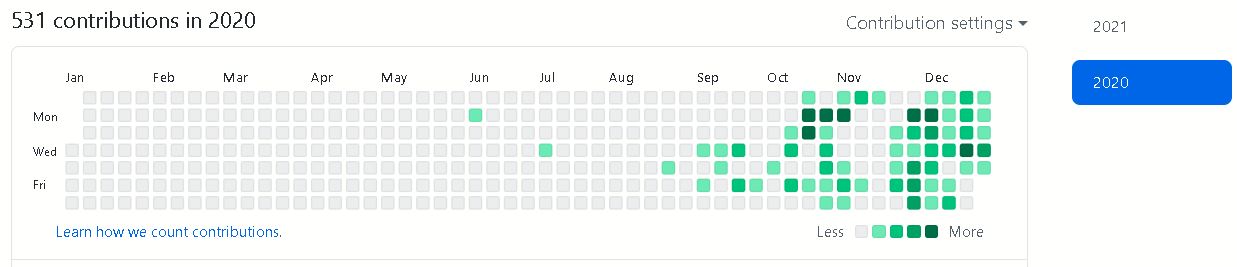 531 contributions in 2020
Contribution settings
2021
2020
Jan Feb Mar Apr May Jun Jul Aug Sep Oct Nov Dec
Mon
Wed
Fri
Learn how we count contributions.
Less More